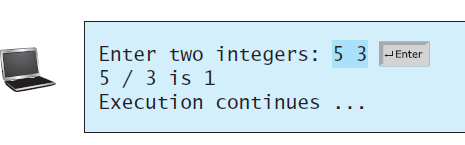 Enter two integers: 5 3 ↵Enter
5 / 3 is 1
Execution continues ...